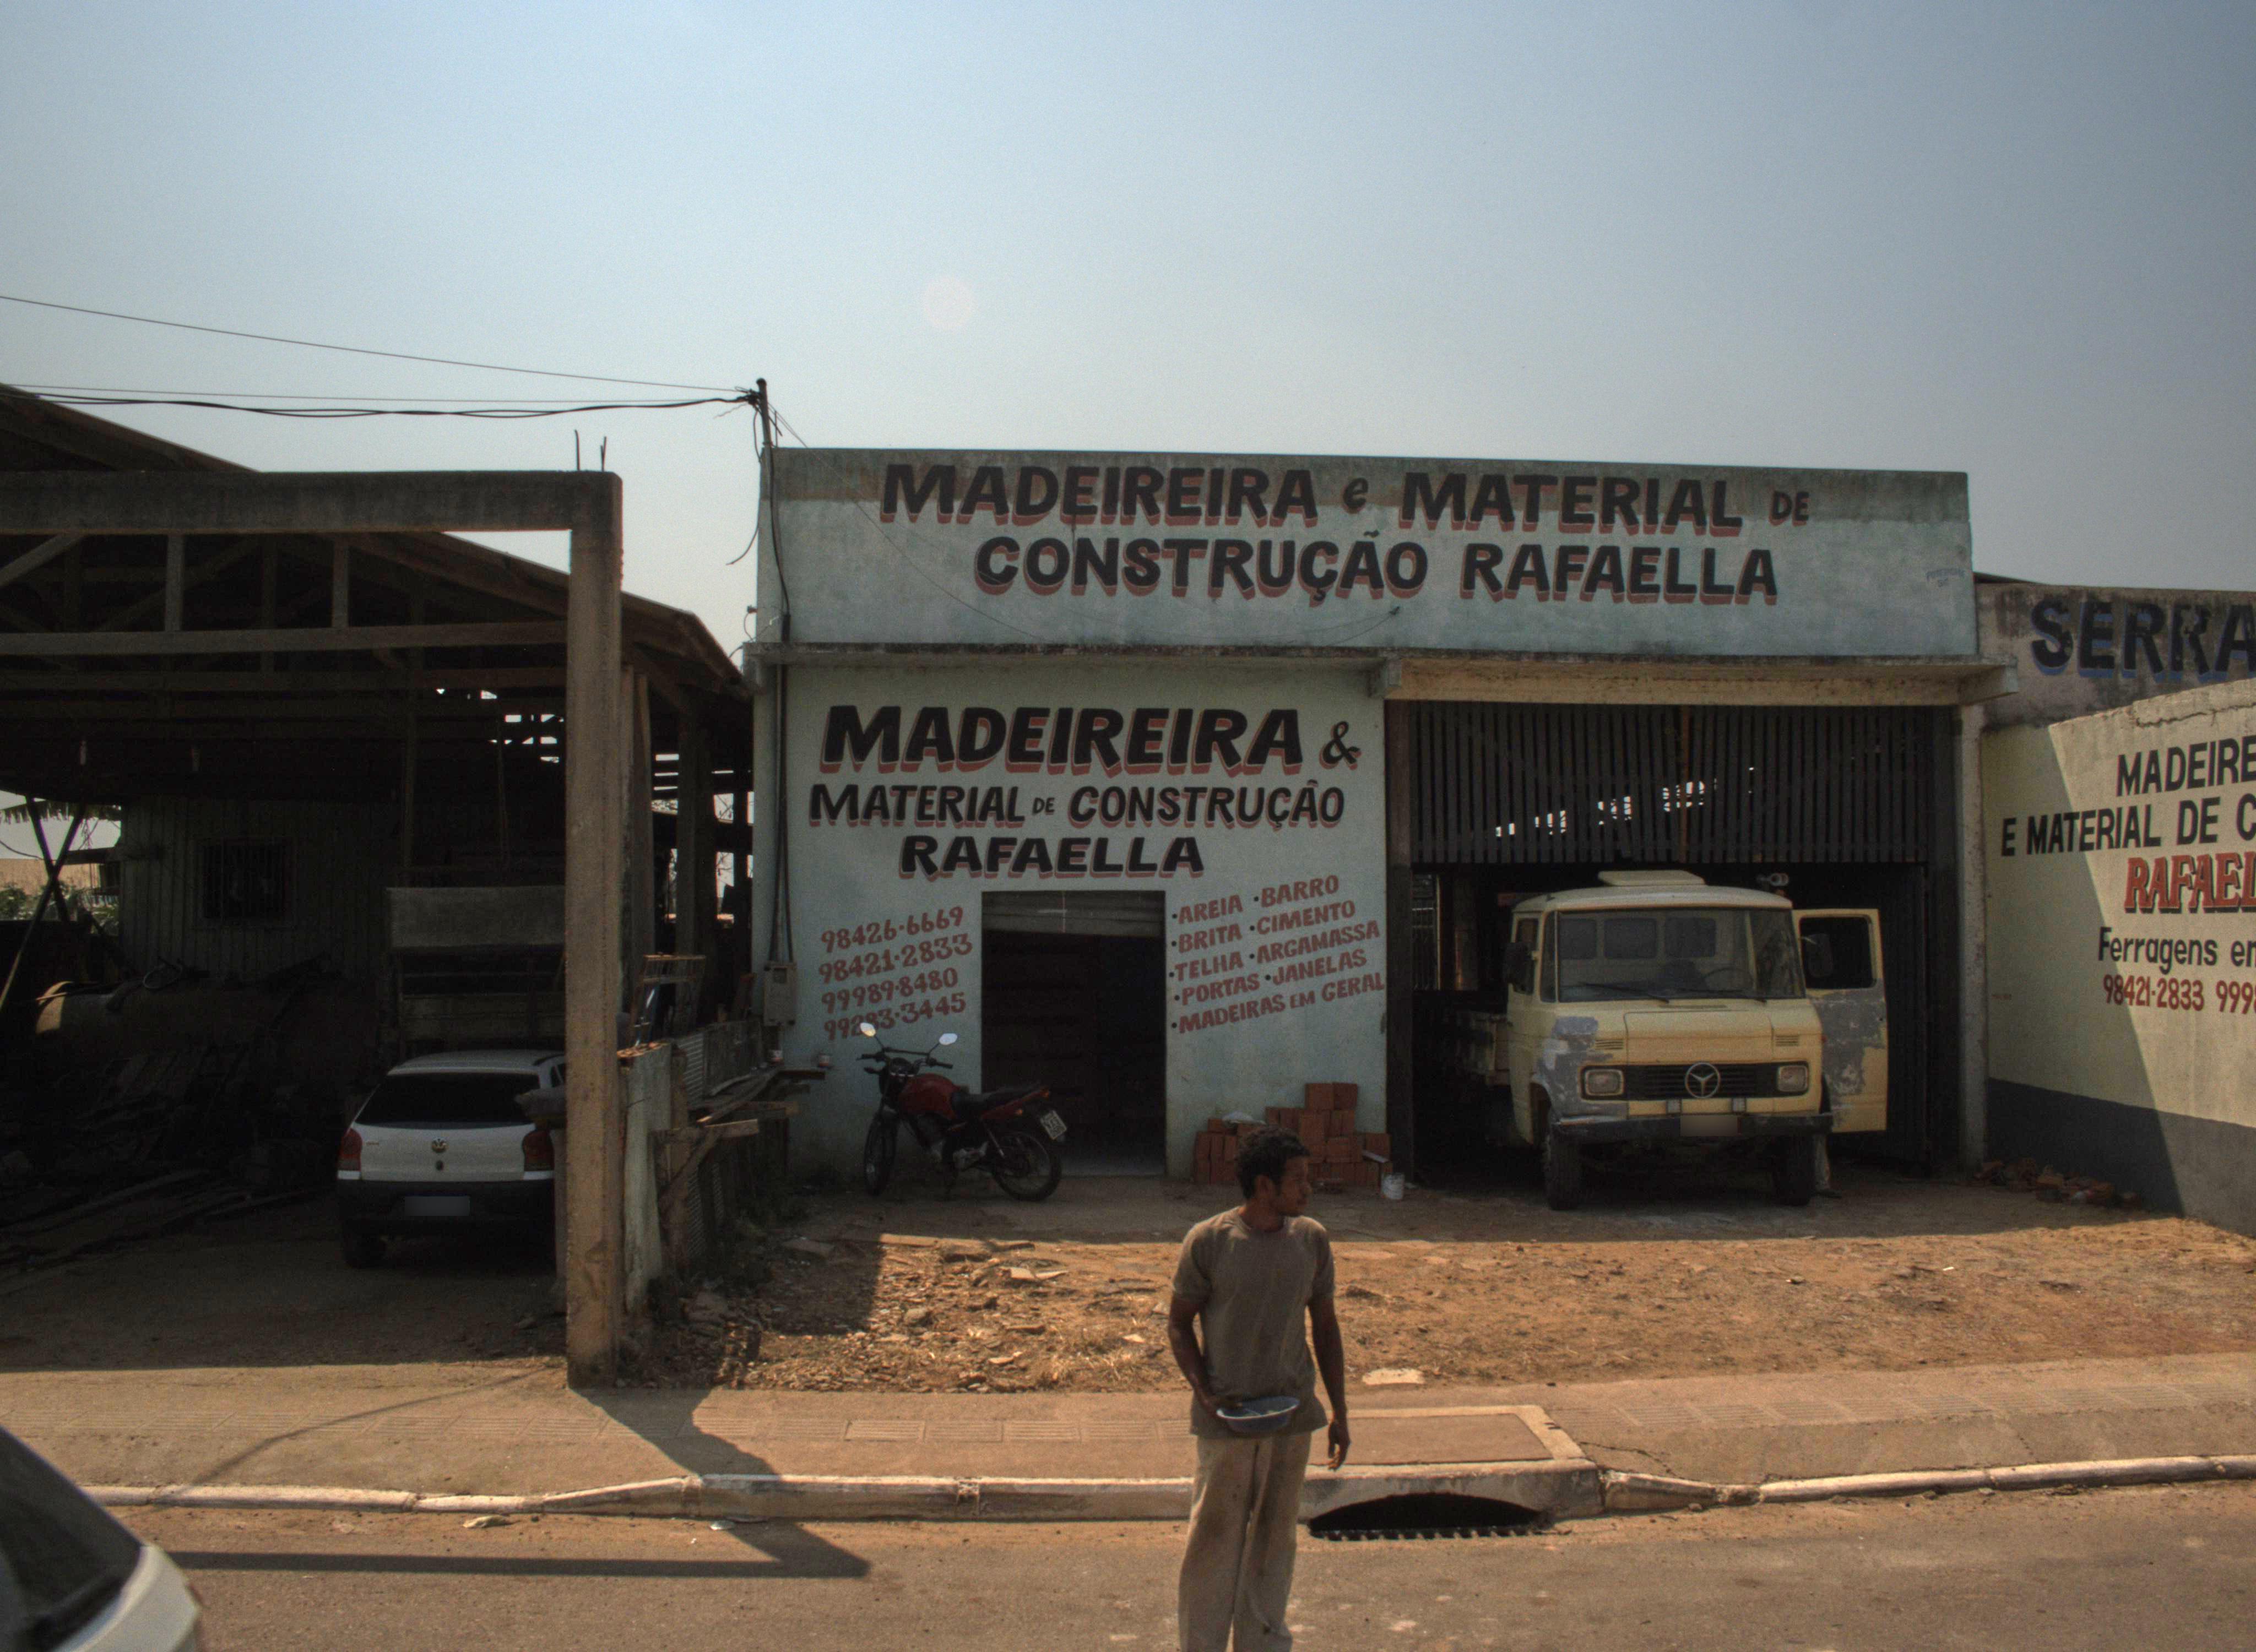 MADEIREIRA e MATERIAL DE
CONSTRUÇÃO RAFAELLA
MADEIREIRA &
MATERIAL DE CONSTRUÇÃO
RAFAELLA
98426-6669
98421-2833
99989-8480
99283-3445
• AREIA • BARRO
• BRITA • CIMENTO
• TELHA • ARGAMASSA
• PORTAS • JANELAS
• MADEIRAS EM GERAL
SERRA
MADEIRE
E MATERIAL DE C
RAFAEL
Ferragens em
98421-2833 999